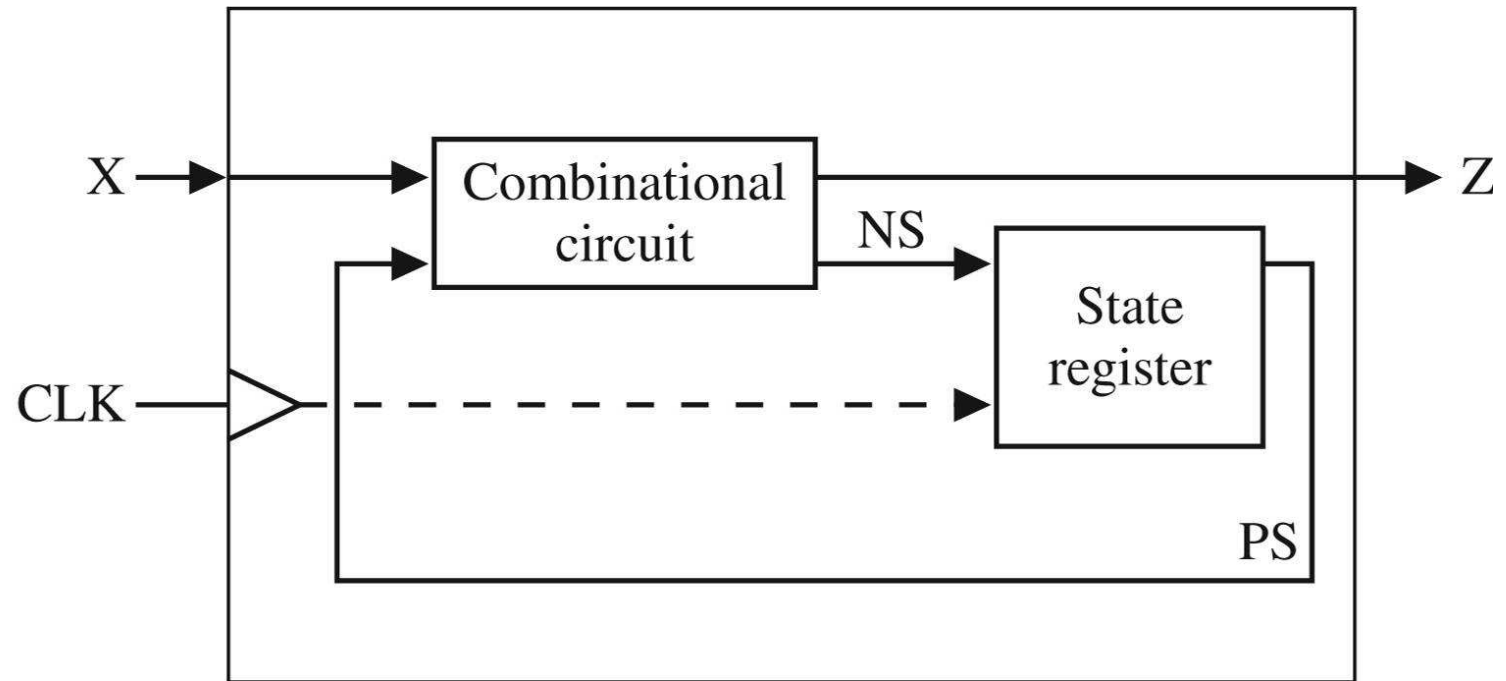 X
Combinational
circuit
Z
NS
State
register
CLK
PS